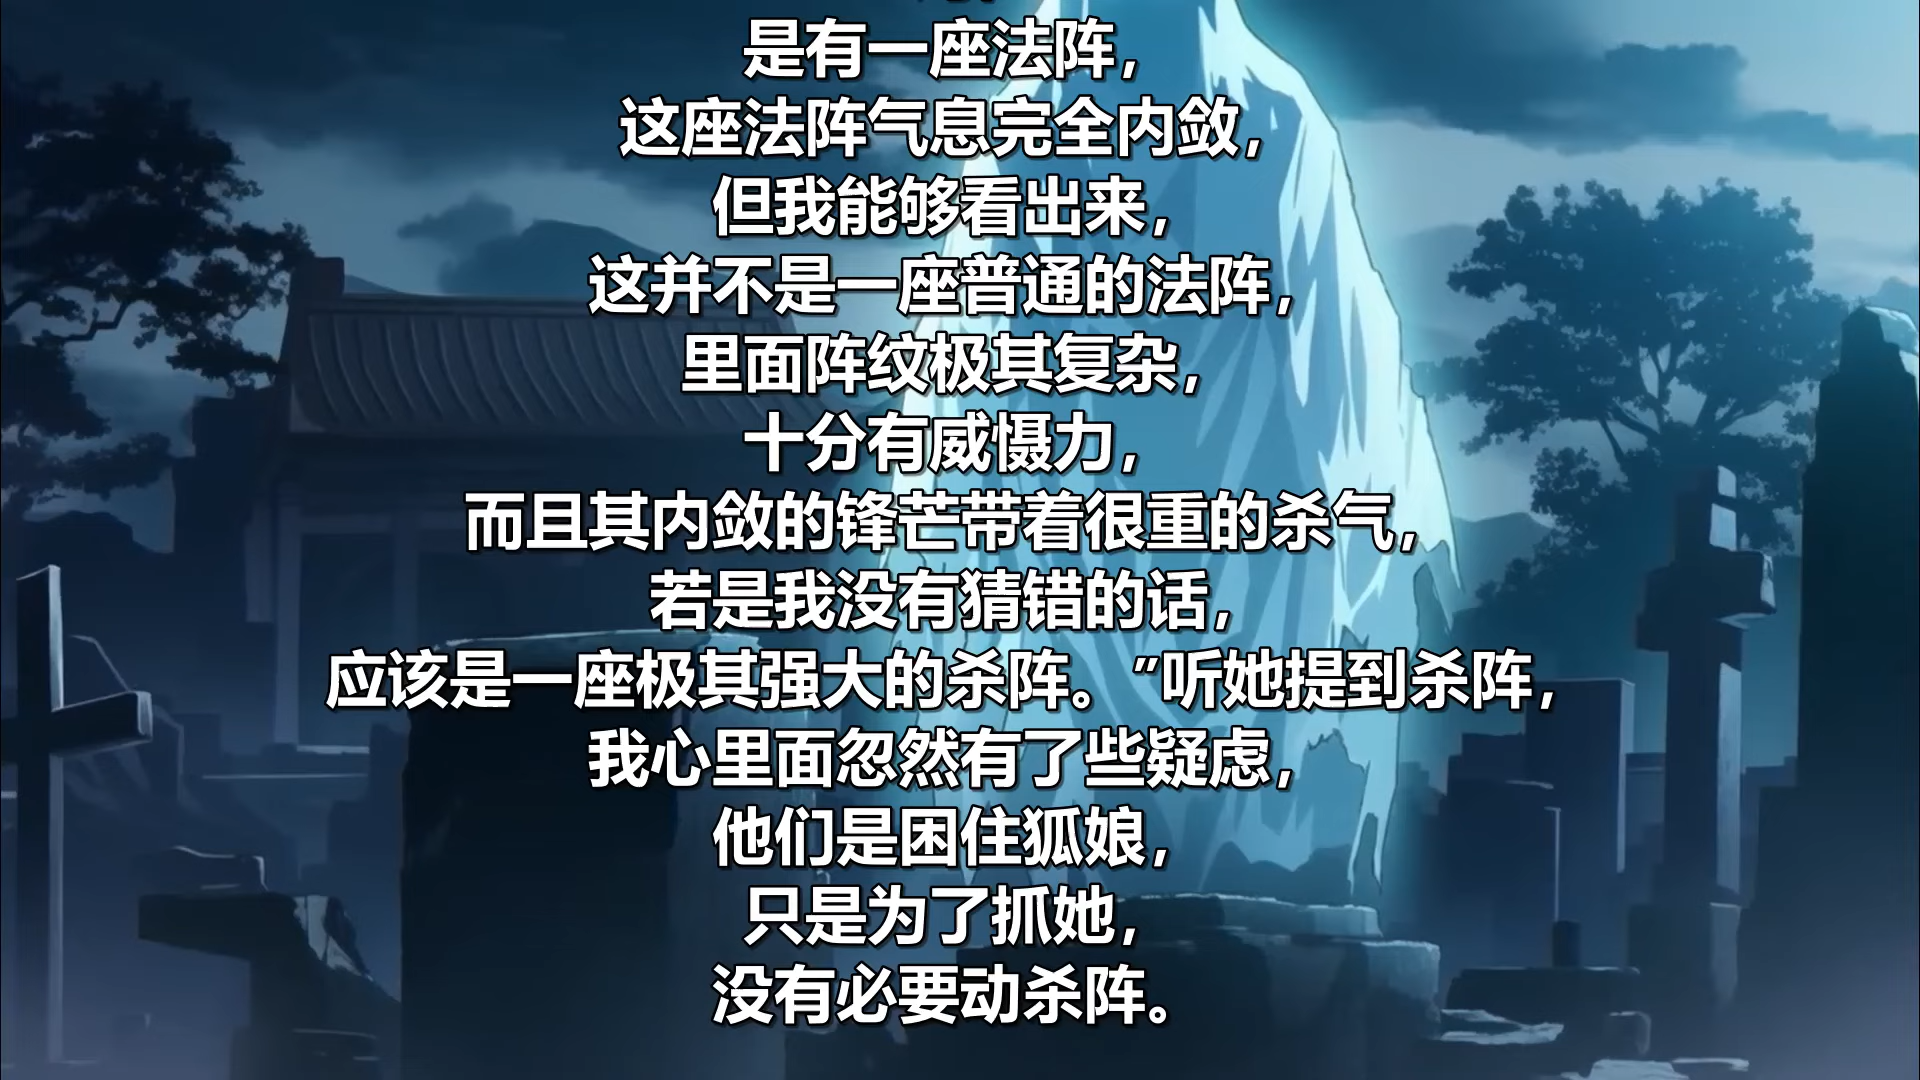 是有一座法阵，
这座法阵气息完全内敛，
但我能够看出来，
这并不是一座普通的法阵，
里面阵纹极其复杂，
十分有威慑力，
而且其内敛的锋芒带着很重的杀气，
若是我没有猜错的话，
应该是一座极其强大的杀阵。”听她提到杀阵，
我心里面忽然有了些疑虑，
他们是困住狐娘，
只是为了抓她，
没有必要动杀阵。